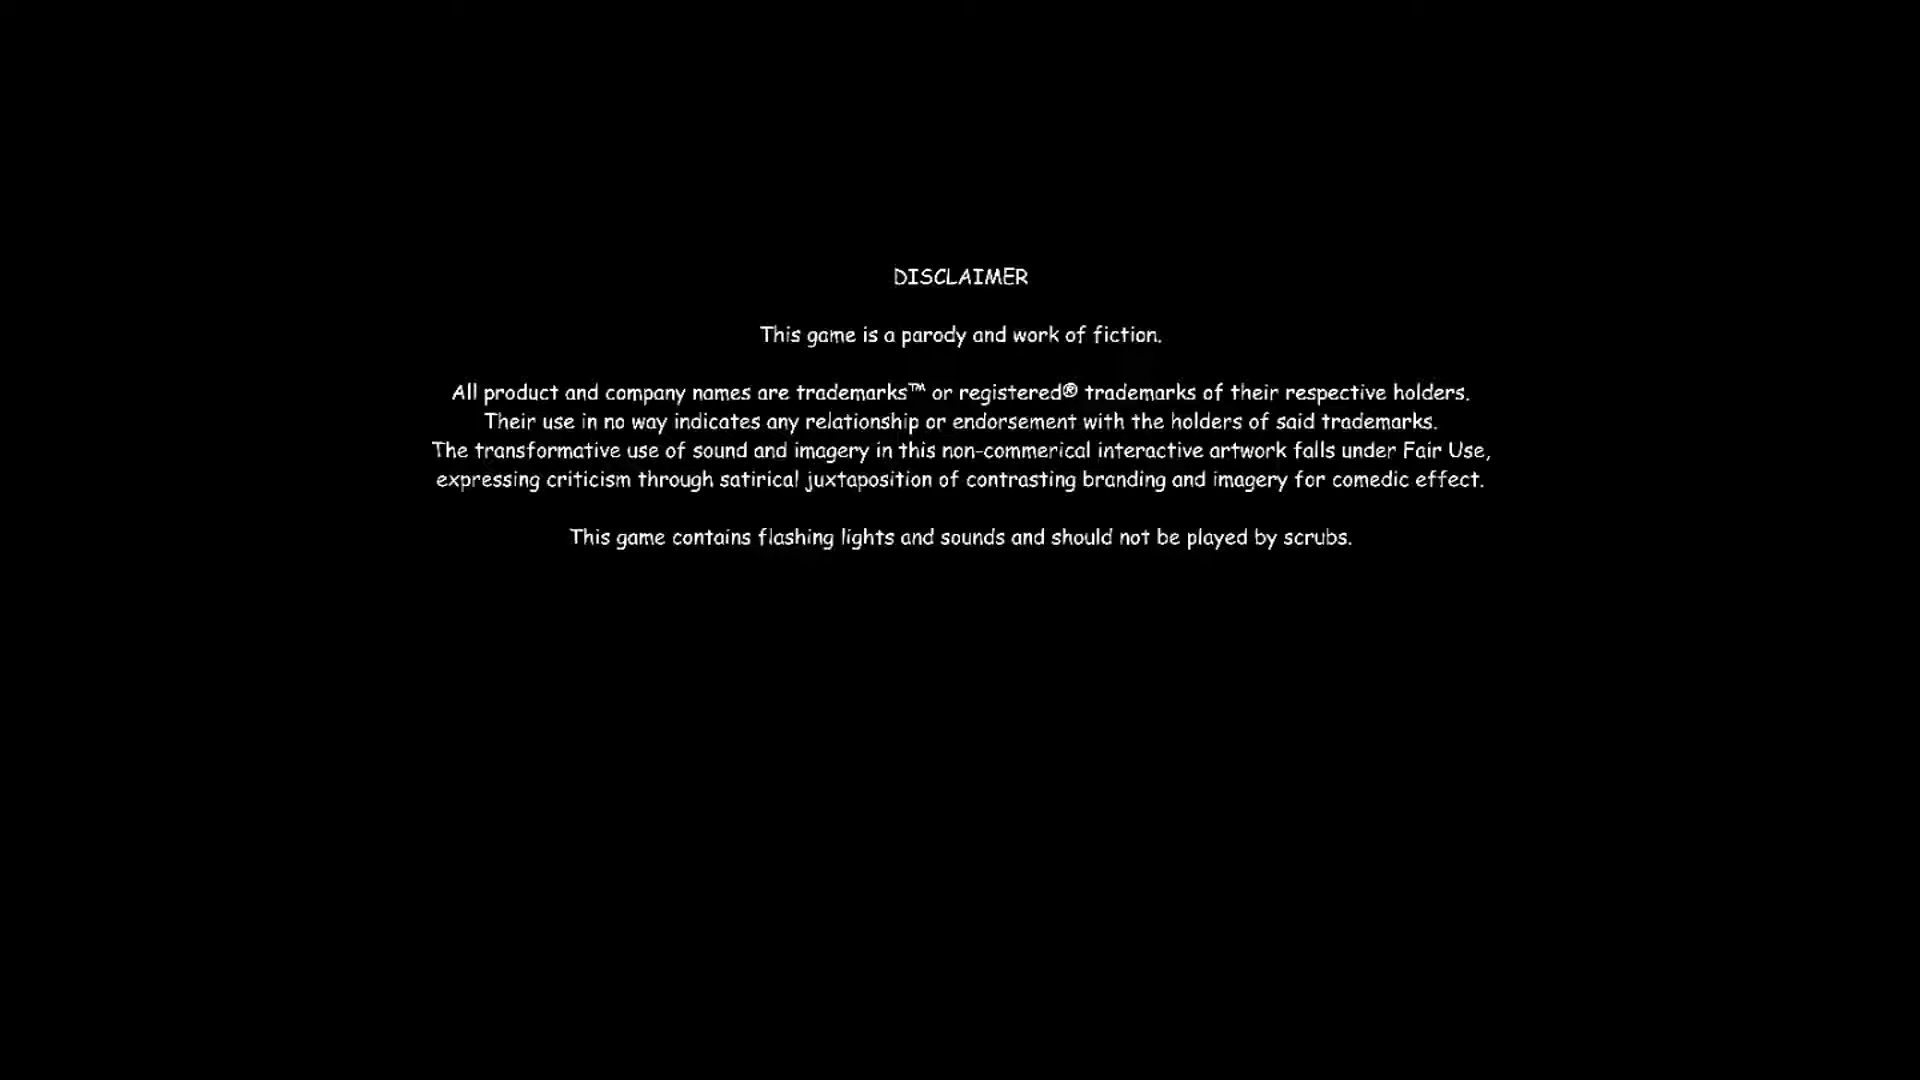 DISCLAIMER
This game is a parody and work of fiction.
All product and company names are trademarks™ or registered® trademarks of their respective holders.
Their use in no way indicates any relationship or endorsement with the holders of said trademarks.
The transformative use of sound and imagery in this non-commerical interactive artwork falls under Fair Use,
expressing criticism through satirical juxtaposition of contrasting branding and imagery for comedic effect.
This game contains flashing lights and sounds and should not be played by scrubs.